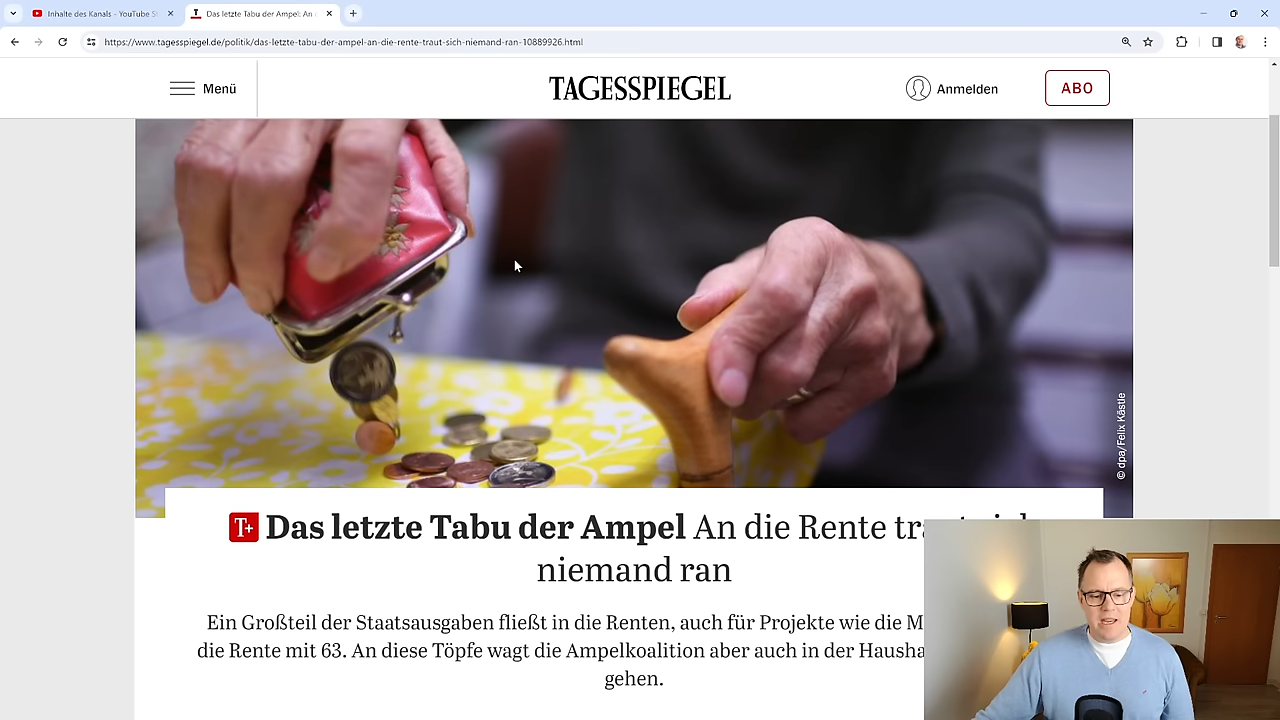 Inhalte des Kanals – YouTube S
Das letzte Tabu der Ampel: An
https://www.tagesspiegel.de/politik/das-letzte-tabu-der-ampel-an-die-rente-traut-sich-niemand-ran-10889926.html
Menü
TAGESSPIEGEL
Anmelden
ABO
© dpa/Felix Kästle
T+ Das letzte Tabu der Ampel An die Rente
niemand ran
Ein Großteil der Staatsausgaben fließt in die Renten, auch für Projekte wie die M
die Rente mit 63. An diese Töpfe wagt die Ampelkoalition aber auch in der Hausha
gehen.